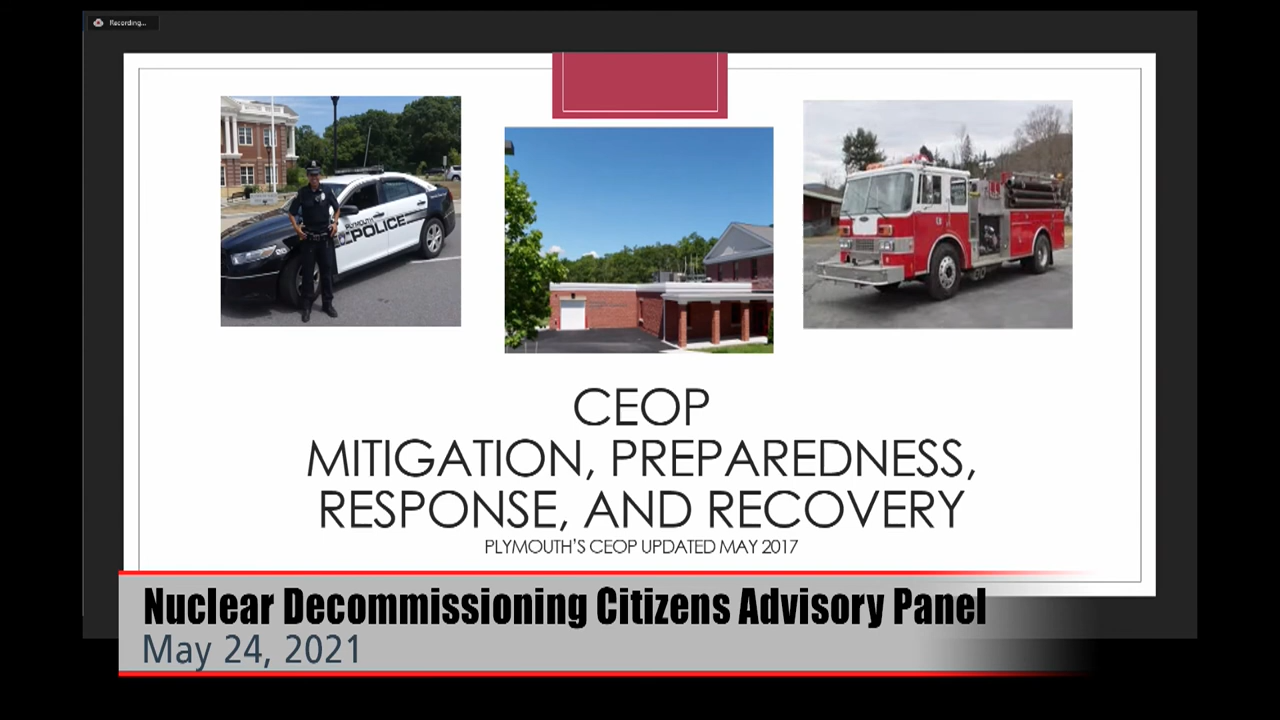 Recording...
PLYMOUTH
POLICE
CEOP
MITIGATION, PREPAREDNESS,
RESPONSE, AND RECOVERY
PLYMOUTH'S CEOP UPDATED MAY 2017
Nuclear Decommissioning Citizens Advisory Panel
May 24, 2021